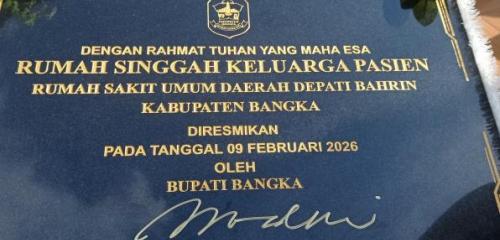 DENGAN RAHMAT TUHAN YANG MAHA ESA
RUMAH SINGGAH KELUARGA PASIEN
RUMAH SAKIT UMUM DAERAH DEPATI BAHRIN
KABUPATEN BANGKA
DIRESMIKAN
PADA TANGGAL 09 FEBRUARI 2026
OLEH
BUPATI BANGKA